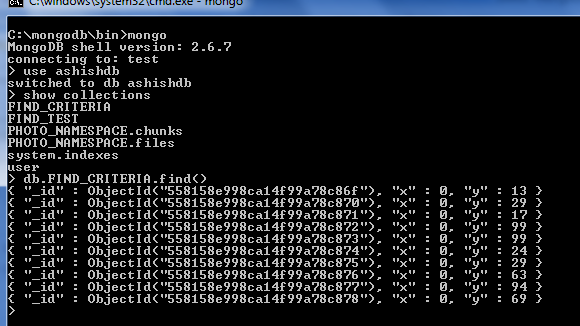 C:\windows\system32\cmd.exe - mongo
C:\mongodb\bin>mongo
MongoDB shell version: 2.6.7
connecting to: test
> use ashishdb
switched to db ashishdb
> show collections
FIND_CRITERIA
FIND_TEST
PHOTO_NAMESPACE.chunks
PHOTO_NAMESPACE.files
system.indexes
user
> db.FIND_CRITERIA.find()
{ "_id" : ObjectId("558158e998ca14f99a78c86f"), "x" : 0, "y" : 13 }
{ "_id" : ObjectId("558158e998ca14f99a78c870"), "x" : 0, "y" : 29 }
{ "_id" : ObjectId("558158e998ca14f99a78c871"), "x" : 0, "y" : 17 }
{ "_id" : ObjectId("558158e998ca14f99a78c872"), "x" : 0, "y" : 99 }
{ "_id" : ObjectId("558158e998ca14f99a78c873"), "x" : 0, "y" : 99 }
{ "_id" : ObjectId("558158e998ca14f99a78c874"), "x" : 0, "y" : 24 }
{ "_id" : ObjectId("558158e998ca14f99a78c875"), "x" : 0, "y" : 29 }
{ "_id" : ObjectId("558158e998ca14f99a78c876"), "x" : 0, "y" : 63 }
{ "_id" : ObjectId("558158e998ca14f99a78c877"), "x" : 0, "y" : 94 }
{ "_id" : ObjectId("558158e998ca14f99a78c878"), "x" : 0, "y" : 69 }
>